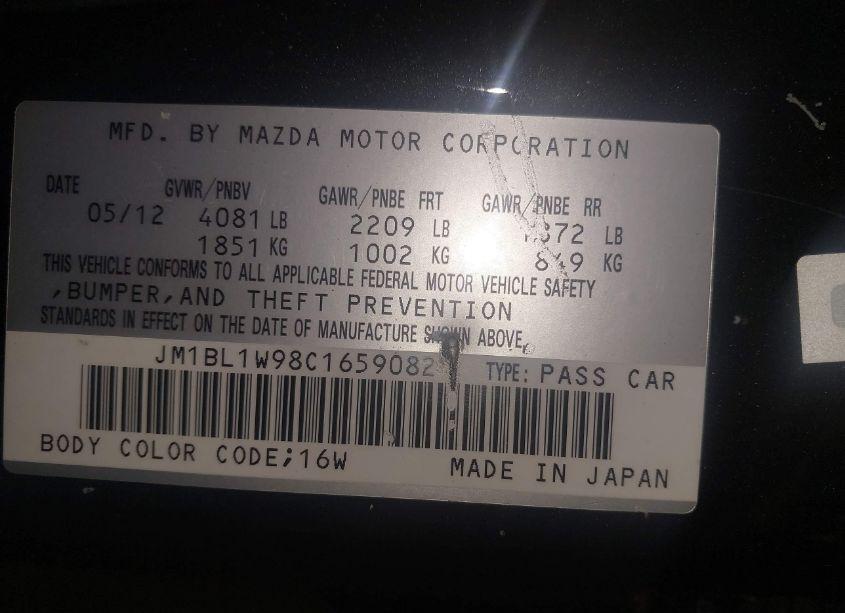 MFD. BY MAZDA MOTOR CORPORATION
DATE GVWR/PNBV GAWR/PNBE FRT GAWR/PNBE RR
05/12 4081 LB 2209 LB LB
1851 KG 1002 KG KG
THIS VEHICLE CONFORMS TO ALL APPLICABLE FEDERAL MOTOR VEHICLE SAFETY
,BUMPER,AND THEFT PREVENTION
STANDARDS IN EFFECT ON THE DATE OF MANUFACTURE SHOWN ABOVE,
JM1BL1W98C1659082 TYPE: PASS CAR
BODY COLOR CODE;16W MADE IN JAPAN